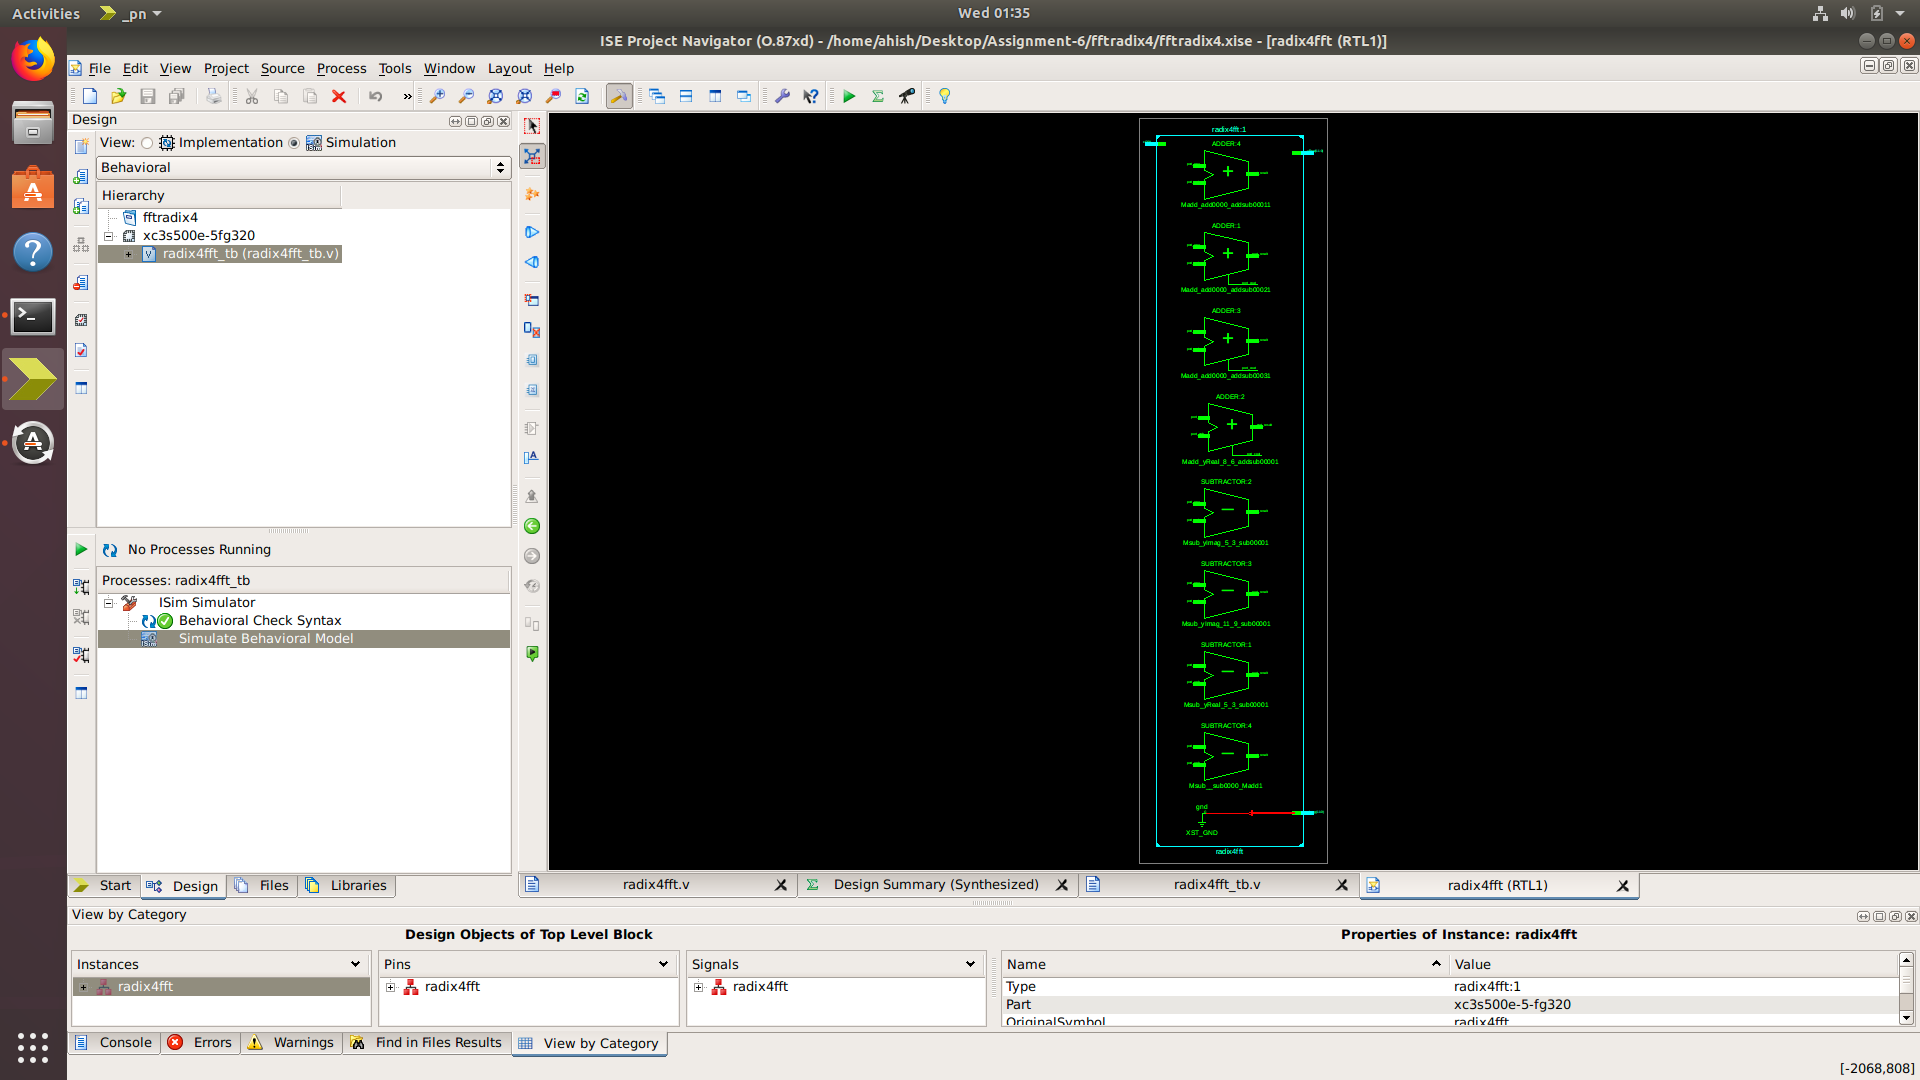 Activities
_pn
Wed 01:35
ISE Project Navigator (O.87xd) - /home/ahish/Desktop/Assignment-6/fftradix4/fftradix4.xise - [radix4fft (RTL1)]
File Edit View Project Source Process Tools Window Layout Help
Design
View: Implementation Simulation
Behavioral
Hierarchy
fftradix4
xc3s500e-5fg320
radix4fft_tb (radix4fft_tb.v)
No Processes Running
Processes: radix4fft_tb
ISim Simulator
Behavioral Check Syntax
Simulate Behavioral Model
Start Design Files Libraries
radix4fft:1
ADDER:4
Madd_add0000_addsub00011
ADDER:1
Madd_add0000_addsub00021
ADDER:3
Madd_add0000_addsub00031
ADDER:2
Madd_yReal_8_6_addsub00001
SUBTRACTOR:2
Msub_yImag_5_3_sub00001
SUBTRACTOR:3
Msub_yImag_11_9_sub00001
SUBTRACTOR:1
Msub_yReal_5_3_sub00001
SUBTRACTOR:4
Msub__sub0000_Madd1
gnd
XST_GND
radix4fft
radix4fft.v
Design Summary (Synthesized)
radix4fft_tb.v
radix4fft (RTL1)
View by Category
Design Objects of Top Level Block
Properties of Instance: radix4fft
Instances
radix4fft
Pins
radix4fft
Signals
radix4fft
Name Value
Type radix4fft:1
Part xc3s500e-5-fg320
OriginalSymbol radix4fft
Console Errors Warnings Find in Files Results View by Category
[-2068,808]